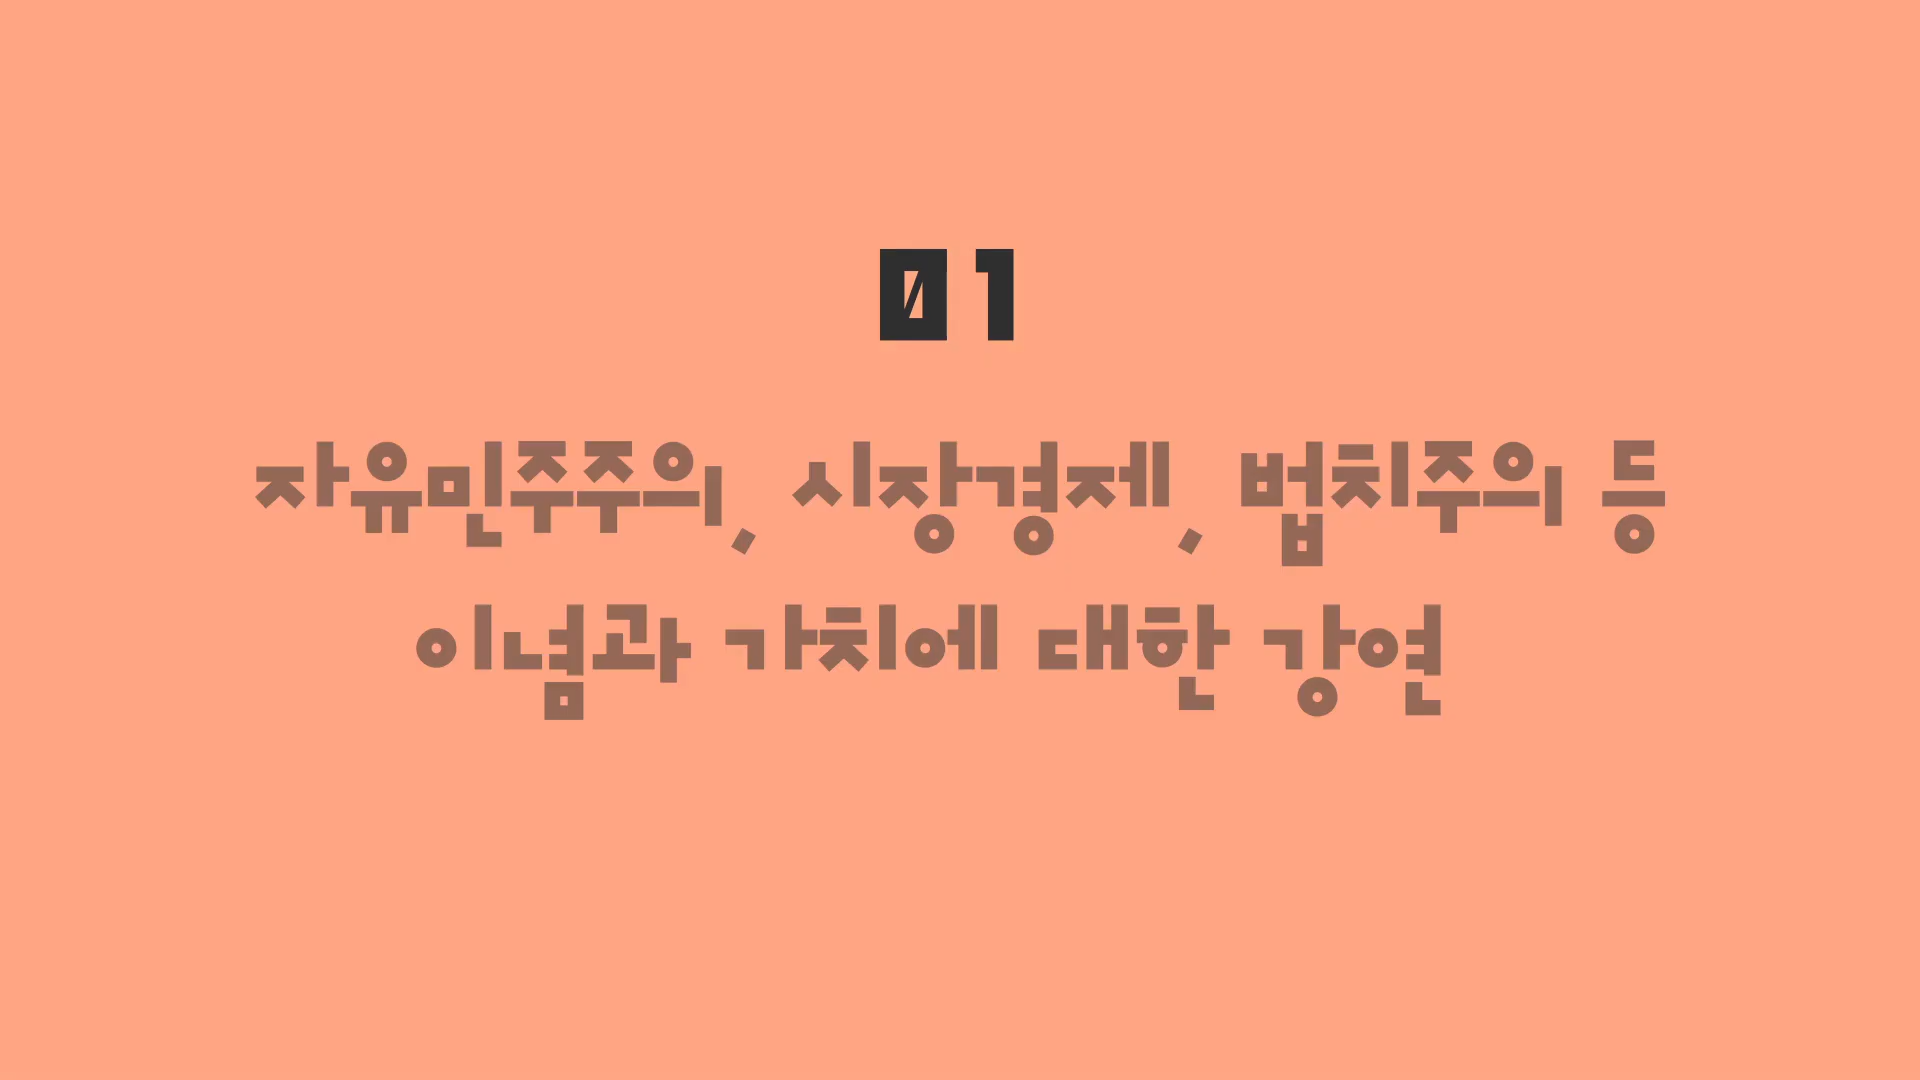 01
자유민주주의, 시장경제, 법치주의 등
이념과 가치에 대한 강연